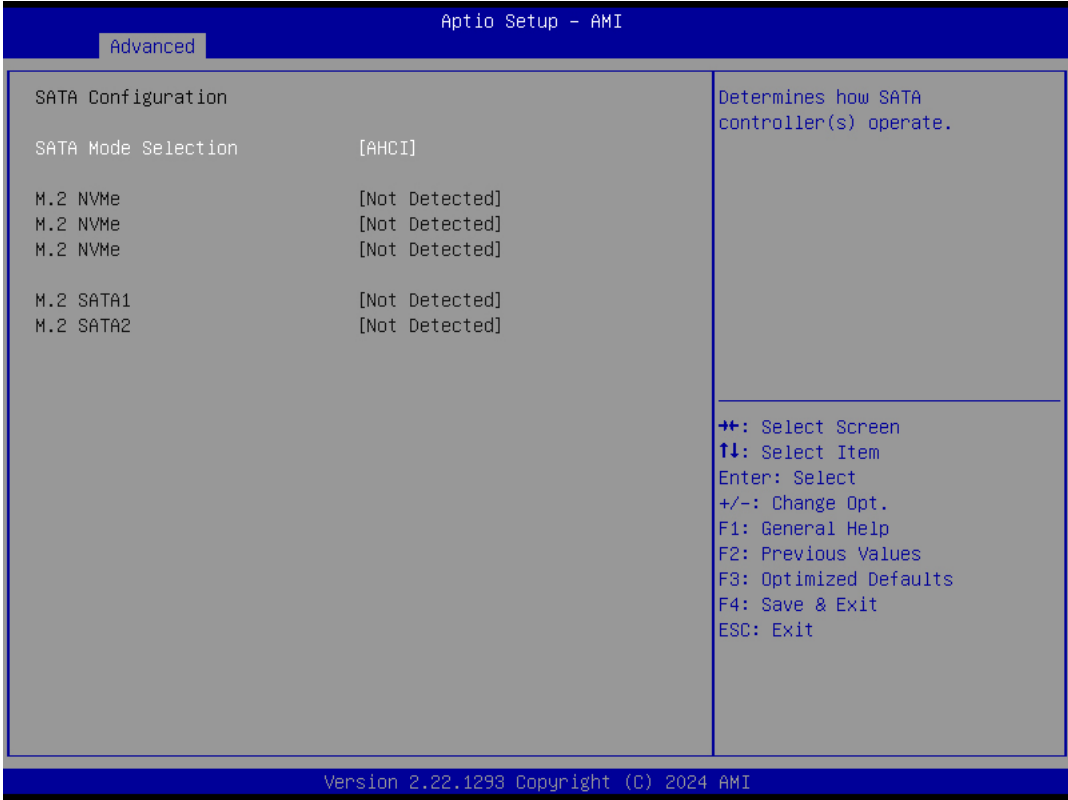 Aptio Setup – AMI
Advanced
SATA Configuration
SATA Mode Selection [AHCI]
M.2 NVMe [Not Detected]
M.2 NVMe [Not Detected]
M.2 NVMe [Not Detected]
M.2 SATA1 [Not Detected]
M.2 SATA2 [Not Detected]
Determines how SATA
controller(s) operate.
→←: Select Screen
↑↓: Select Item
Enter: Select
+/-: Change Opt.
F1: General Help
F2: Previous Values
F3: Optimized Defaults
F4: Save & Exit
ESC: Exit
Version 2.22.1293 Copyright (C) 2024 AMI